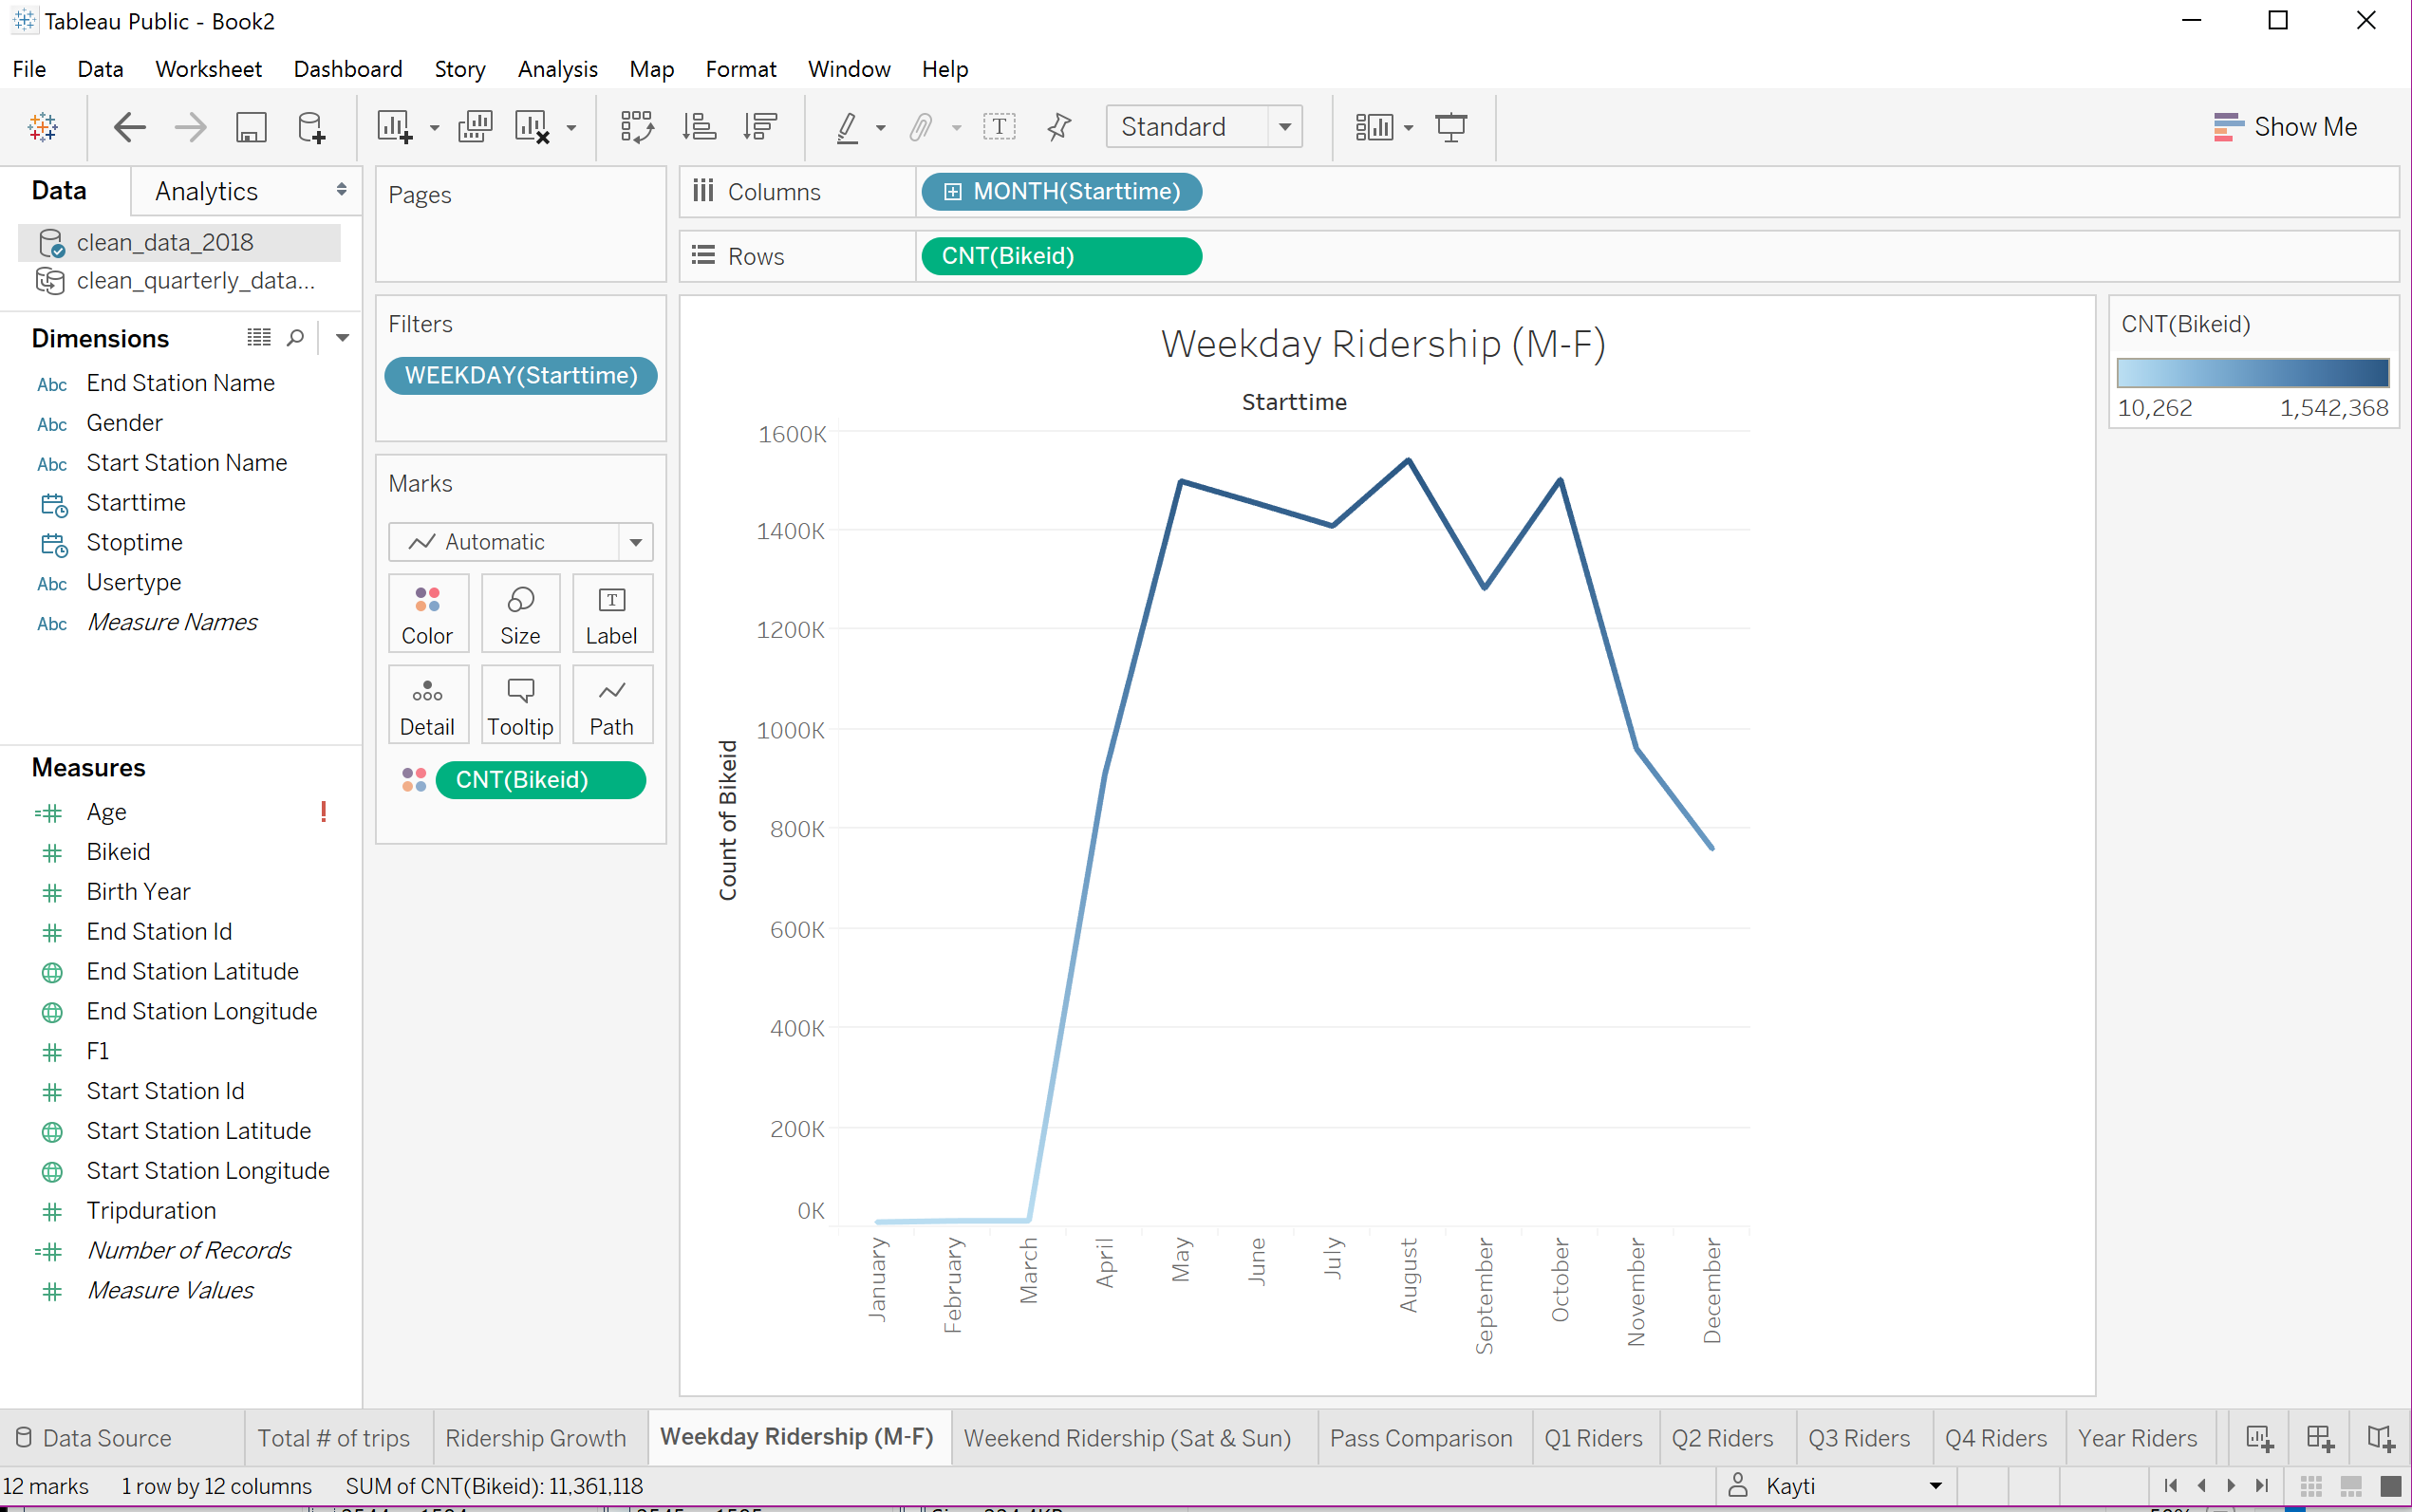 Tableau Public - Book2
File Data Worksheet Dashboard Story Analysis Map Format Window Help
Standard
Show Me
Data Analytics
clean_data_2018
clean_quarterly_data...
Dimensions
Abc End Station Name
Abc Gender
Abc Start Station Name
Starttime
Stoptime
Abc Usertype
Abc Measure Names
Measures
Age !
Bikeid
Birth Year
End Station Id
End Station Latitude
End Station Longitude
F1
Start Station Id
Start Station Latitude
Start Station Longitude
Tripduration
Number of Records
Measure Values
Pages
Filters
WEEKDAY(Starttime)
Marks
Automatic
Color Size Label
Detail Tooltip Path
CNT(Bikeid)
Columns MONTH(Starttime)
Rows CNT(Bikeid)
Weekday Ridership (M-F)
Starttime
1600K
1400K
1200K
1000K
800K
600K
400K
200K
0K
Count of Bikeid
January February March April May June July August September October November December
CNT(Bikeid)
10,262 1,542,368
Data Source Total # of trips Ridership Growth Weekday Ridership (M-F) Weekend Ridership (Sat & Sun) Pass Comparison Q1 Riders Q2 Riders Q3 Riders Q4 Riders Year Riders
12 marks 1 row by 12 columns SUM of CNT(Bikeid): 11,361,118 Kayti